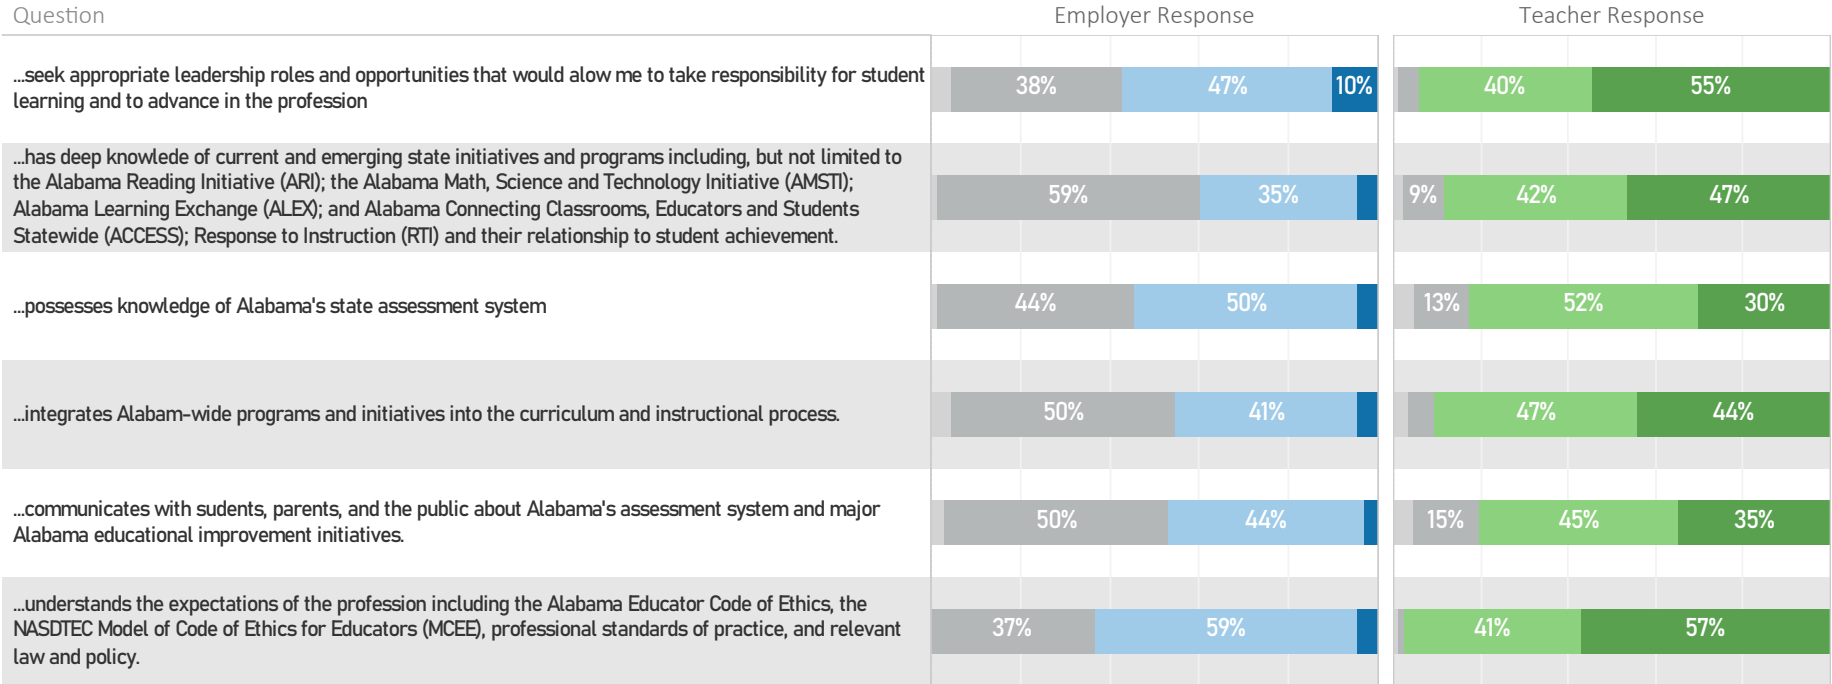 Question Employer Response Teacher Response
...seek appropriate leadership roles and opportunities that would alow me to take responsibility for student
learning and to advance in the profession
38% 47% 10% 40% 55%
...has deep knowlede of current and emerging state initiatives and programs including, but not limited to
the Alabama Reading Initiative (ARI); the Alabama Math, Science and Technology Initiative (AMSTI);
Alabama Learning Exchange (ALEX); and Alabama Connecting Classrooms, Educators and Students
Statewide (ACCESS); Response to Instruction (RTI) and their relationship to student achievement.
59% 35% 9% 42% 47%
...possesses knowledge of Alabama's state assessment system
44% 50% 13% 52% 30%
...integrates Alabam-wide programs and initiatives into the curriculum and instructional process.
50% 41% 47% 44%
...communicates with sudents, parents, and the public about Alabama's assessment system and major
Alabama educational improvement initiatives.
50% 44% 15% 45% 35%
...understands the expectations of the profession including the Alabama Educator Code of Ethics, the
NASDTEC Model of Code of Ethics for Educators (MCEE), professional standards of practice, and relevant
law and policy.
37% 59% 41% 57%